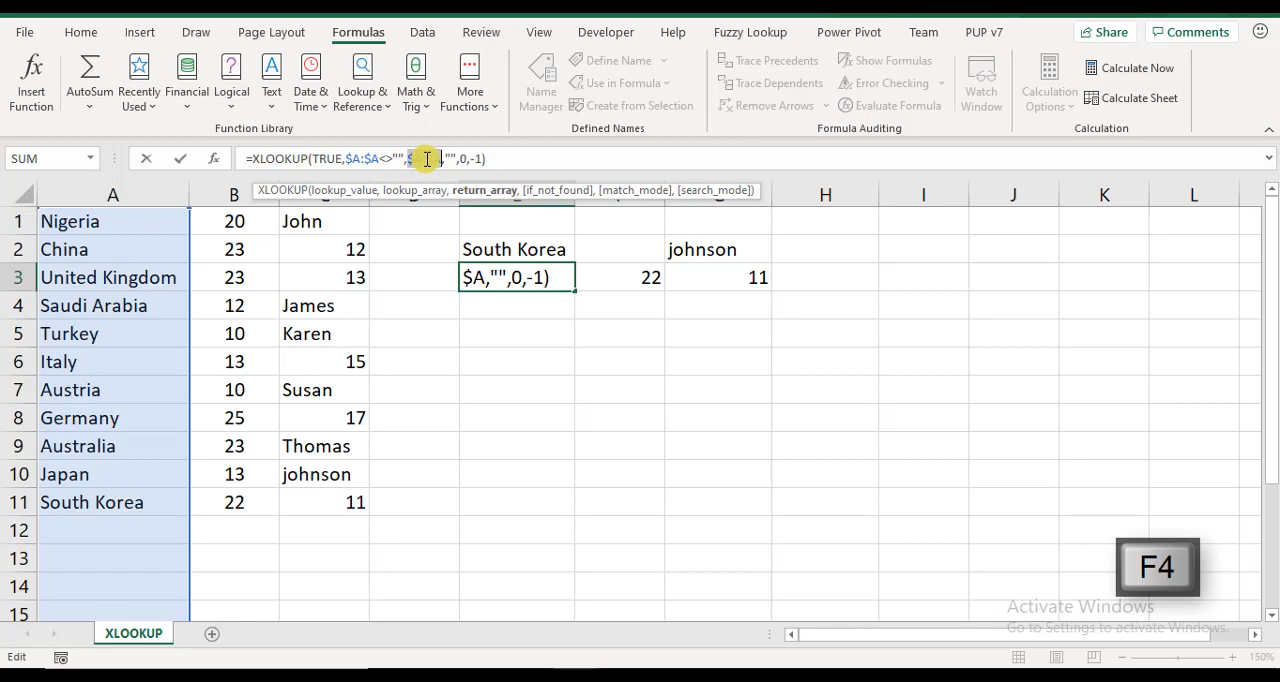 File Home Insert Draw Page Layout Formulas Data Review View Developer Help Fuzzy Lookup Power Pivot Team PUP v7 Share Comments
fx Σ ? A θ
Insert Function AutoSum Recently Used Financial Logical Text Date & Time Lookup & Reference Math & Trig More Functions
Name Manager Define Name Use in Formula Create from Selection
Trace Precedents Trace Dependents Remove Arrows Show Formulas Error Checking Evaluate Formula
Watch Window Calculation Options Calculate Now Calculate Sheet
Function Library Defined Names Formula Auditing Calculation
SUM fx =XLOOKUP(TRUE,$A:$A<>"", ,"",0,-1)
XLOOKUP(lookup_value, lookup_array, return_array, [if_not_found], [match_mode], [search_mode])
A B H I J K L
1 Nigeria 20 John
2 China 23 12 South Korea johnson
3 United Kingdom 23 13 $A,"",0,-1) 22 11
4 Saudi Arabia 12 James
5 Turkey 10 Karen
6 Italy 13 15
7 Austria 10 Susan
8 Germany 25 17
9 Australia 23 Thomas
10 Japan 13 johnson
11 South Korea 22 11
12
13
14
15
F4
Activate Windows
Go to Settings to activate Windows.
XLOOKUP
Edit 150%